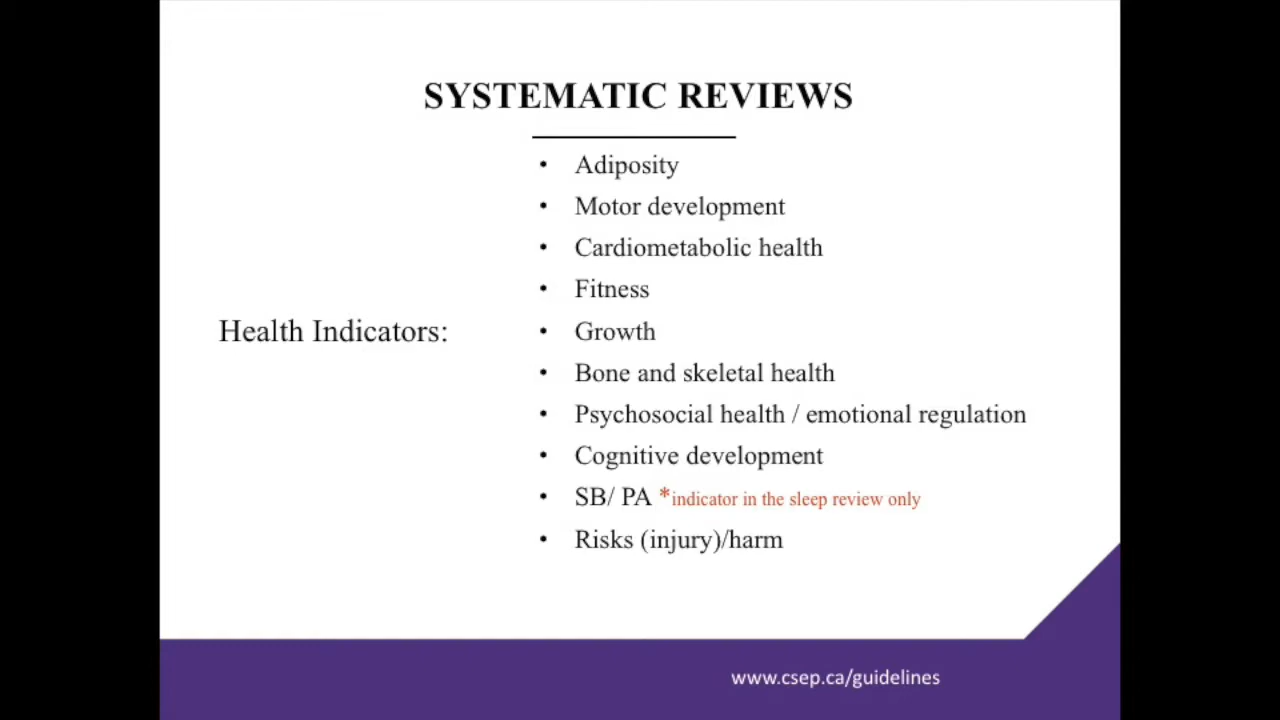 SYSTEMATIC REVIEWS
Health Indicators:
• Adiposity
• Motor development
• Cardiometabolic health
• Fitness
• Growth
• Bone and skeletal health
• Psychosocial health / emotional regulation
• Cognitive development
• SB/ PA *indicator in the sleep review only
• Risks (injury)/harm
www.csep.ca/guidelines